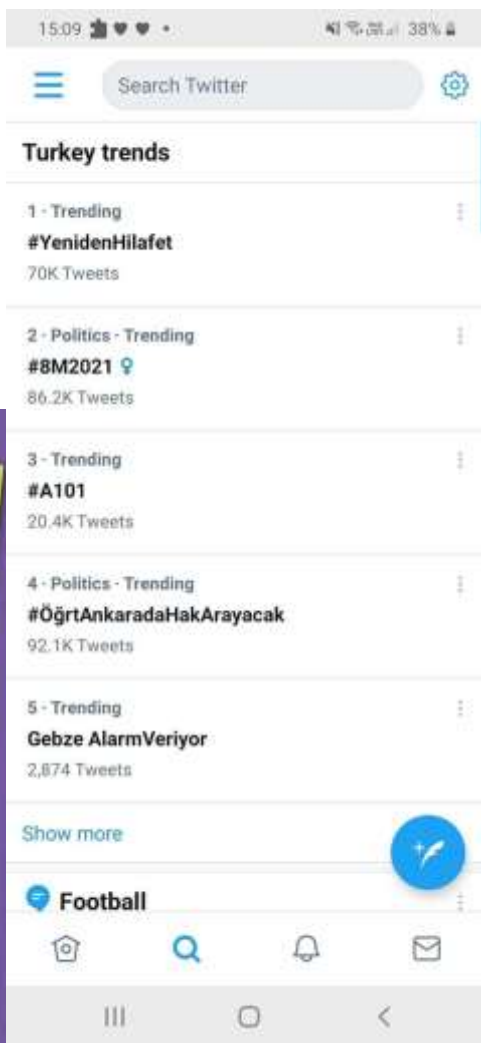 15:09 38%
Search Twitter
Turkey trends
1 · Trending
#YenidenHilafet
70K Tweets
2 · Politics · Trending
#8M2021
86.2K Tweets
3 · Trending
#A101
20.4K Tweets
4 · Politics · Trending
#ÖğrtAnkaradaHakArayacak
92.1K Tweets
5 · Trending
Gebze AlarmVeriyor
2,874 Tweets
Show more
Football